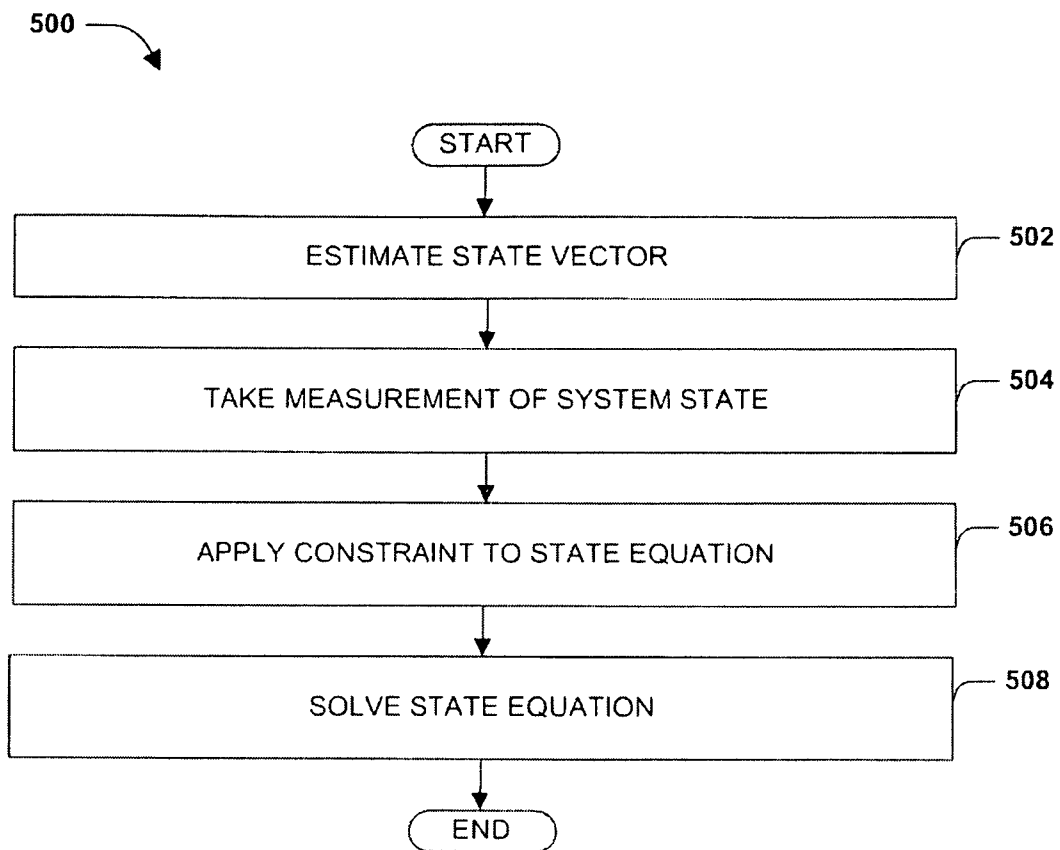 500
START
ESTIMATE STATE VECTOR
502
TAKE MEASUREMENT OF SYSTEM STATE
504
APPLY CONSTRAINT TO STATE EQUATION
506
SOLVE STATE EQUATION
508
END